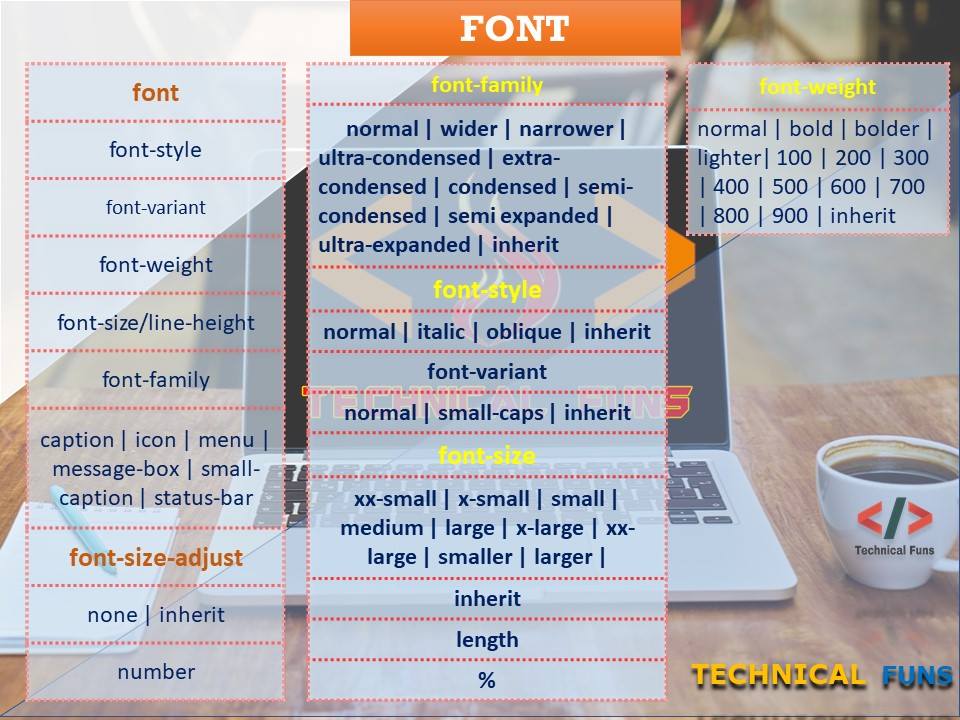 FONT
font
font-style
font-variant
font-weight
font-size/line-height
font-family
caption | icon | menu |
message-box | small-
caption | status-bar
font-size-adjust
none | inherit
number
font-family
normal | wider | narrower |
ultra-condensed | extra-
condensed | condensed | semi-
condensed | semi expanded |
ultra-expanded | inherit
font-style
normal | italic | oblique | inherit
font-variant
normal | small-caps | inherit
font-size
xx-small | x-small | small |
medium | large | x-large | xx-
large | smaller | larger |
inherit
length
%
font-weight
normal | bold | bolder |
lighter| 100 | 200 | 300
| 400 | 500 | 600 | 700
| 800 | 900 | inherit
TECHNICAL FUNS
</> 
Technical Funs
TECHNICAL FUNS